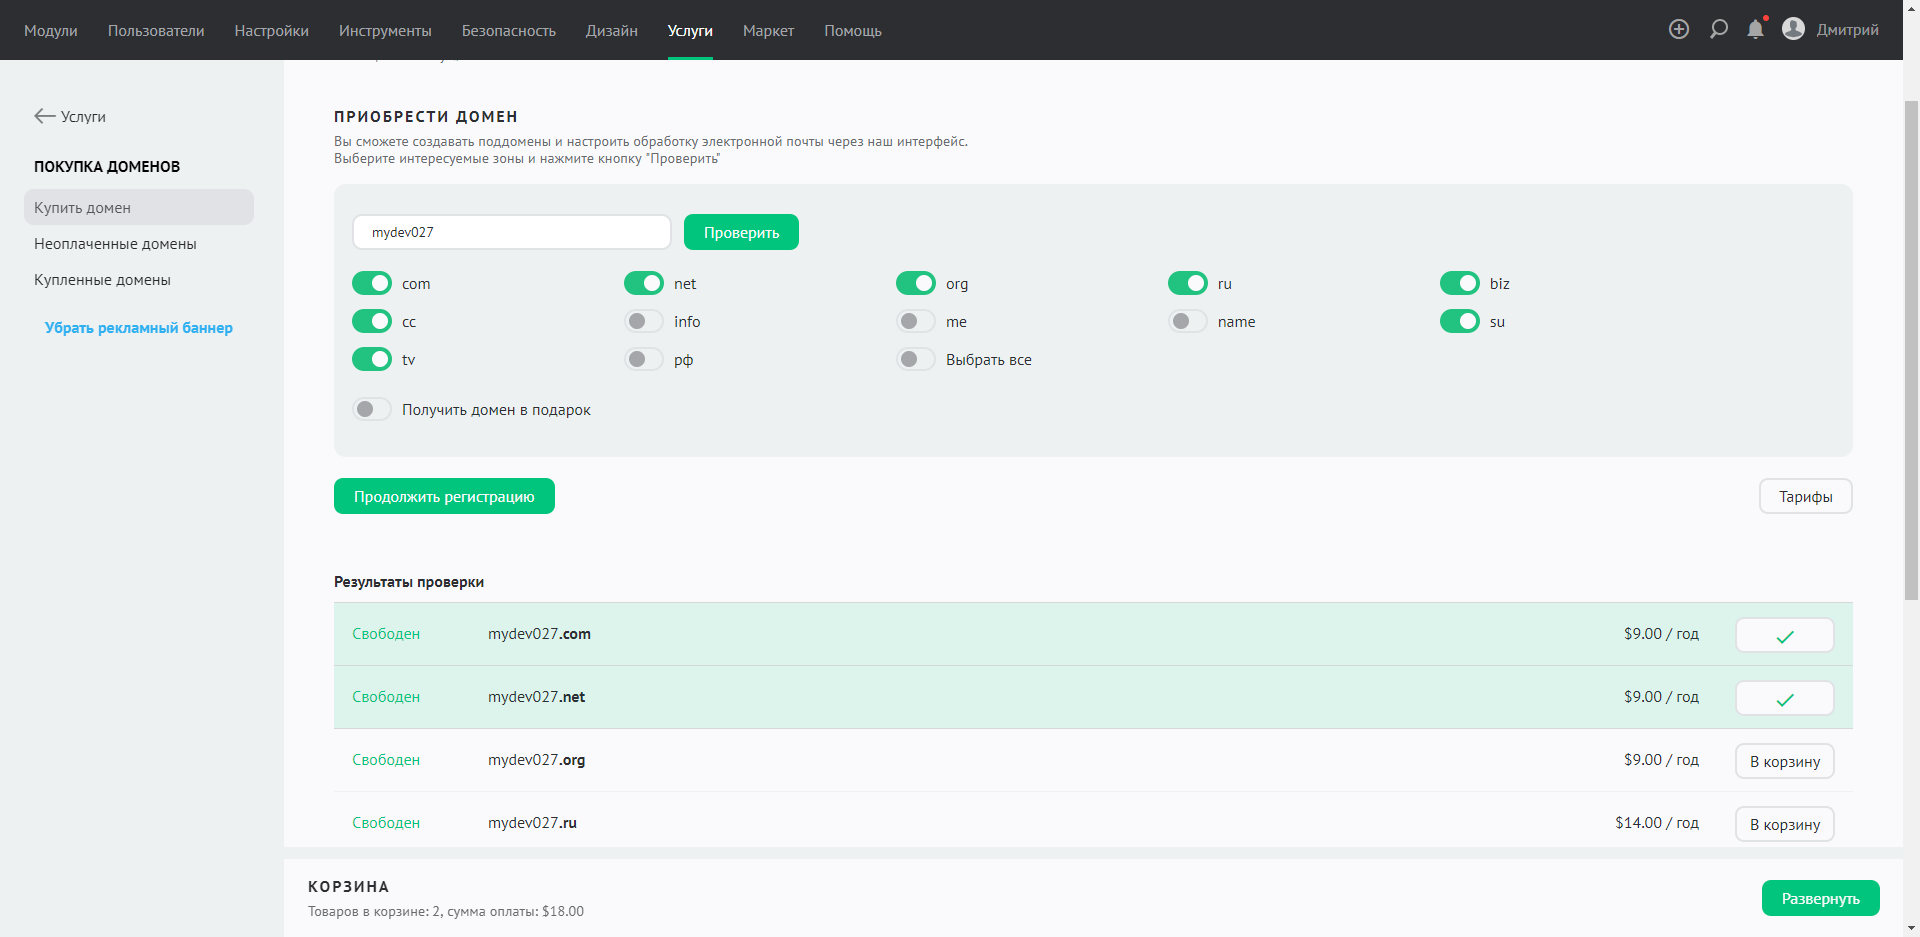 Модули Пользователи Настройки Инструменты Безопасность Дизайн Услуги Маркет Помощь Дмитрий
Услуги
ПОКУПКА ДОМЕНОВ
Купить домен
Неоплаченные домены
Купленные домены
Убрать рекламный баннер
ПРИОБРЕСТИ ДОМЕН
Вы сможете создавать поддомены и настроить обработку электронной почты через наш интерфейс.
Выберите интересуемые зоны и нажмите кнопку "Проверить"
mydev027 Проверить
com net org ru biz
cc info me name su
tv рф Выбрать все
Получить домен в подарок
Продолжить регистрацию Тарифы
Результаты проверки
Свободен mydev027.com $9.00 / год
Свободен mydev027.net $9.00 / год
Свободен mydev027.org $9.00 / год В корзину
Свободен mydev027.ru $14.00 / год В корзину
КОРЗИНА
Товаров в корзине: 2, сумма оплаты: $18.00
Развернуть